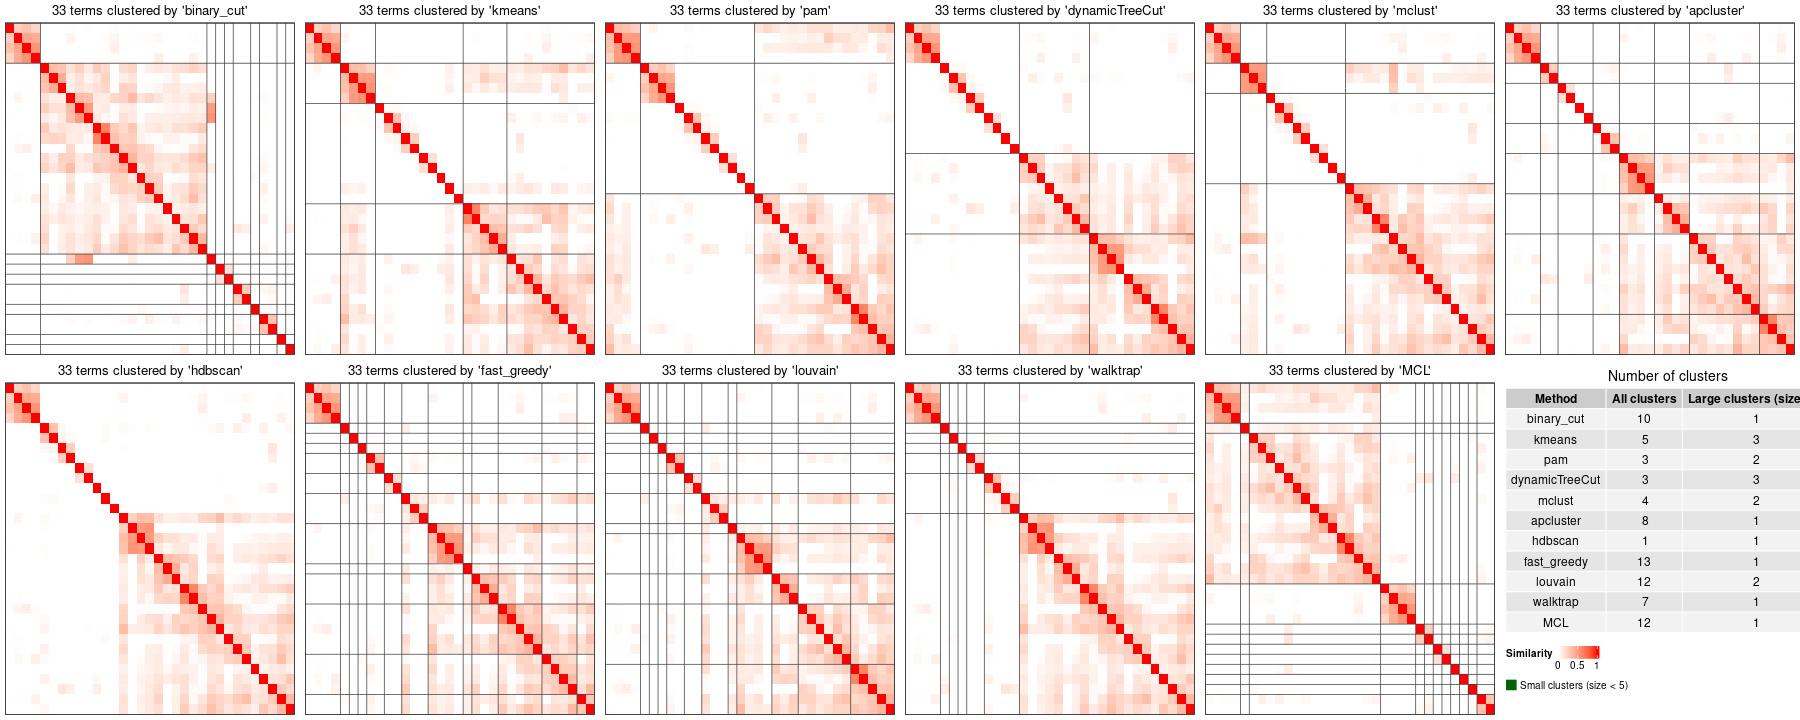 33 terms clustered by 'binary_cut'
33 terms clustered by 'kmeans'
33 terms clustered by 'pam'
33 terms clustered by 'dynamicTreeCut'
33 terms clustered by 'mclust'
33 terms clustered by 'apcluster'
33 terms clustered by 'hdbscan'
33 terms clustered by 'fast_greedy'
33 terms clustered by 'louvain'
33 terms clustered by 'walktrap'
33 terms clustered by 'MCL'
Number of clusters
Method All clusters Large clusters (size
binary_cut 10 1
kmeans 5 3
pam 3 2
dynamicTreeCut 3 3
mclust 4 2
apcluster 8 1
hdbscan 1 1
fast_greedy 13 1
louvain 12 2
walktrap 7 1
MCL 12 1
Similarity
0 0.5 1
Small clusters (size < 5)